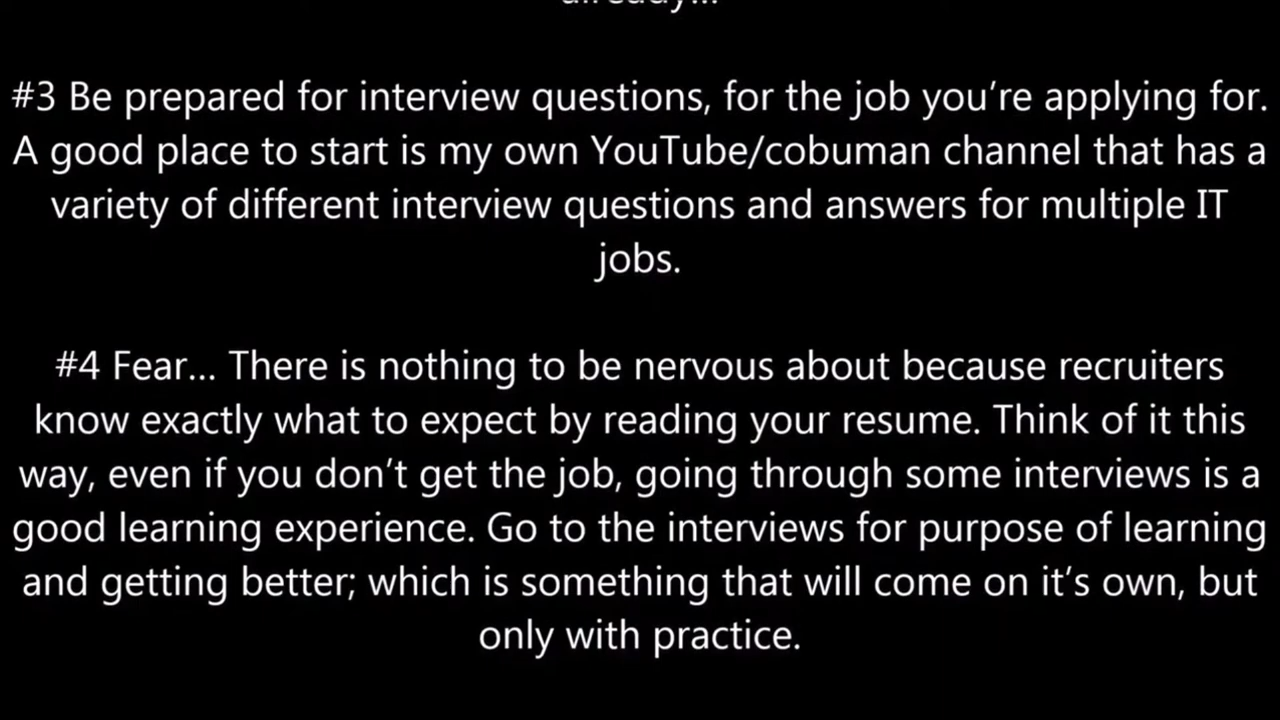 already...
#3 Be prepared for interview questions, for the job you’re applying for.
A good place to start is my own YouTube/cobuman channel that has a
variety of different interview questions and answers for multiple IT
jobs.
#4 Fear... There is nothing to be nervous about because recruiters
know exactly what to expect by reading your resume. Think of it this
way, even if you don’t get the job, going through some interviews is a
good learning experience. Go to the interviews for purpose of learning
and getting better; which is something that will come on it’s own, but
only with practice.